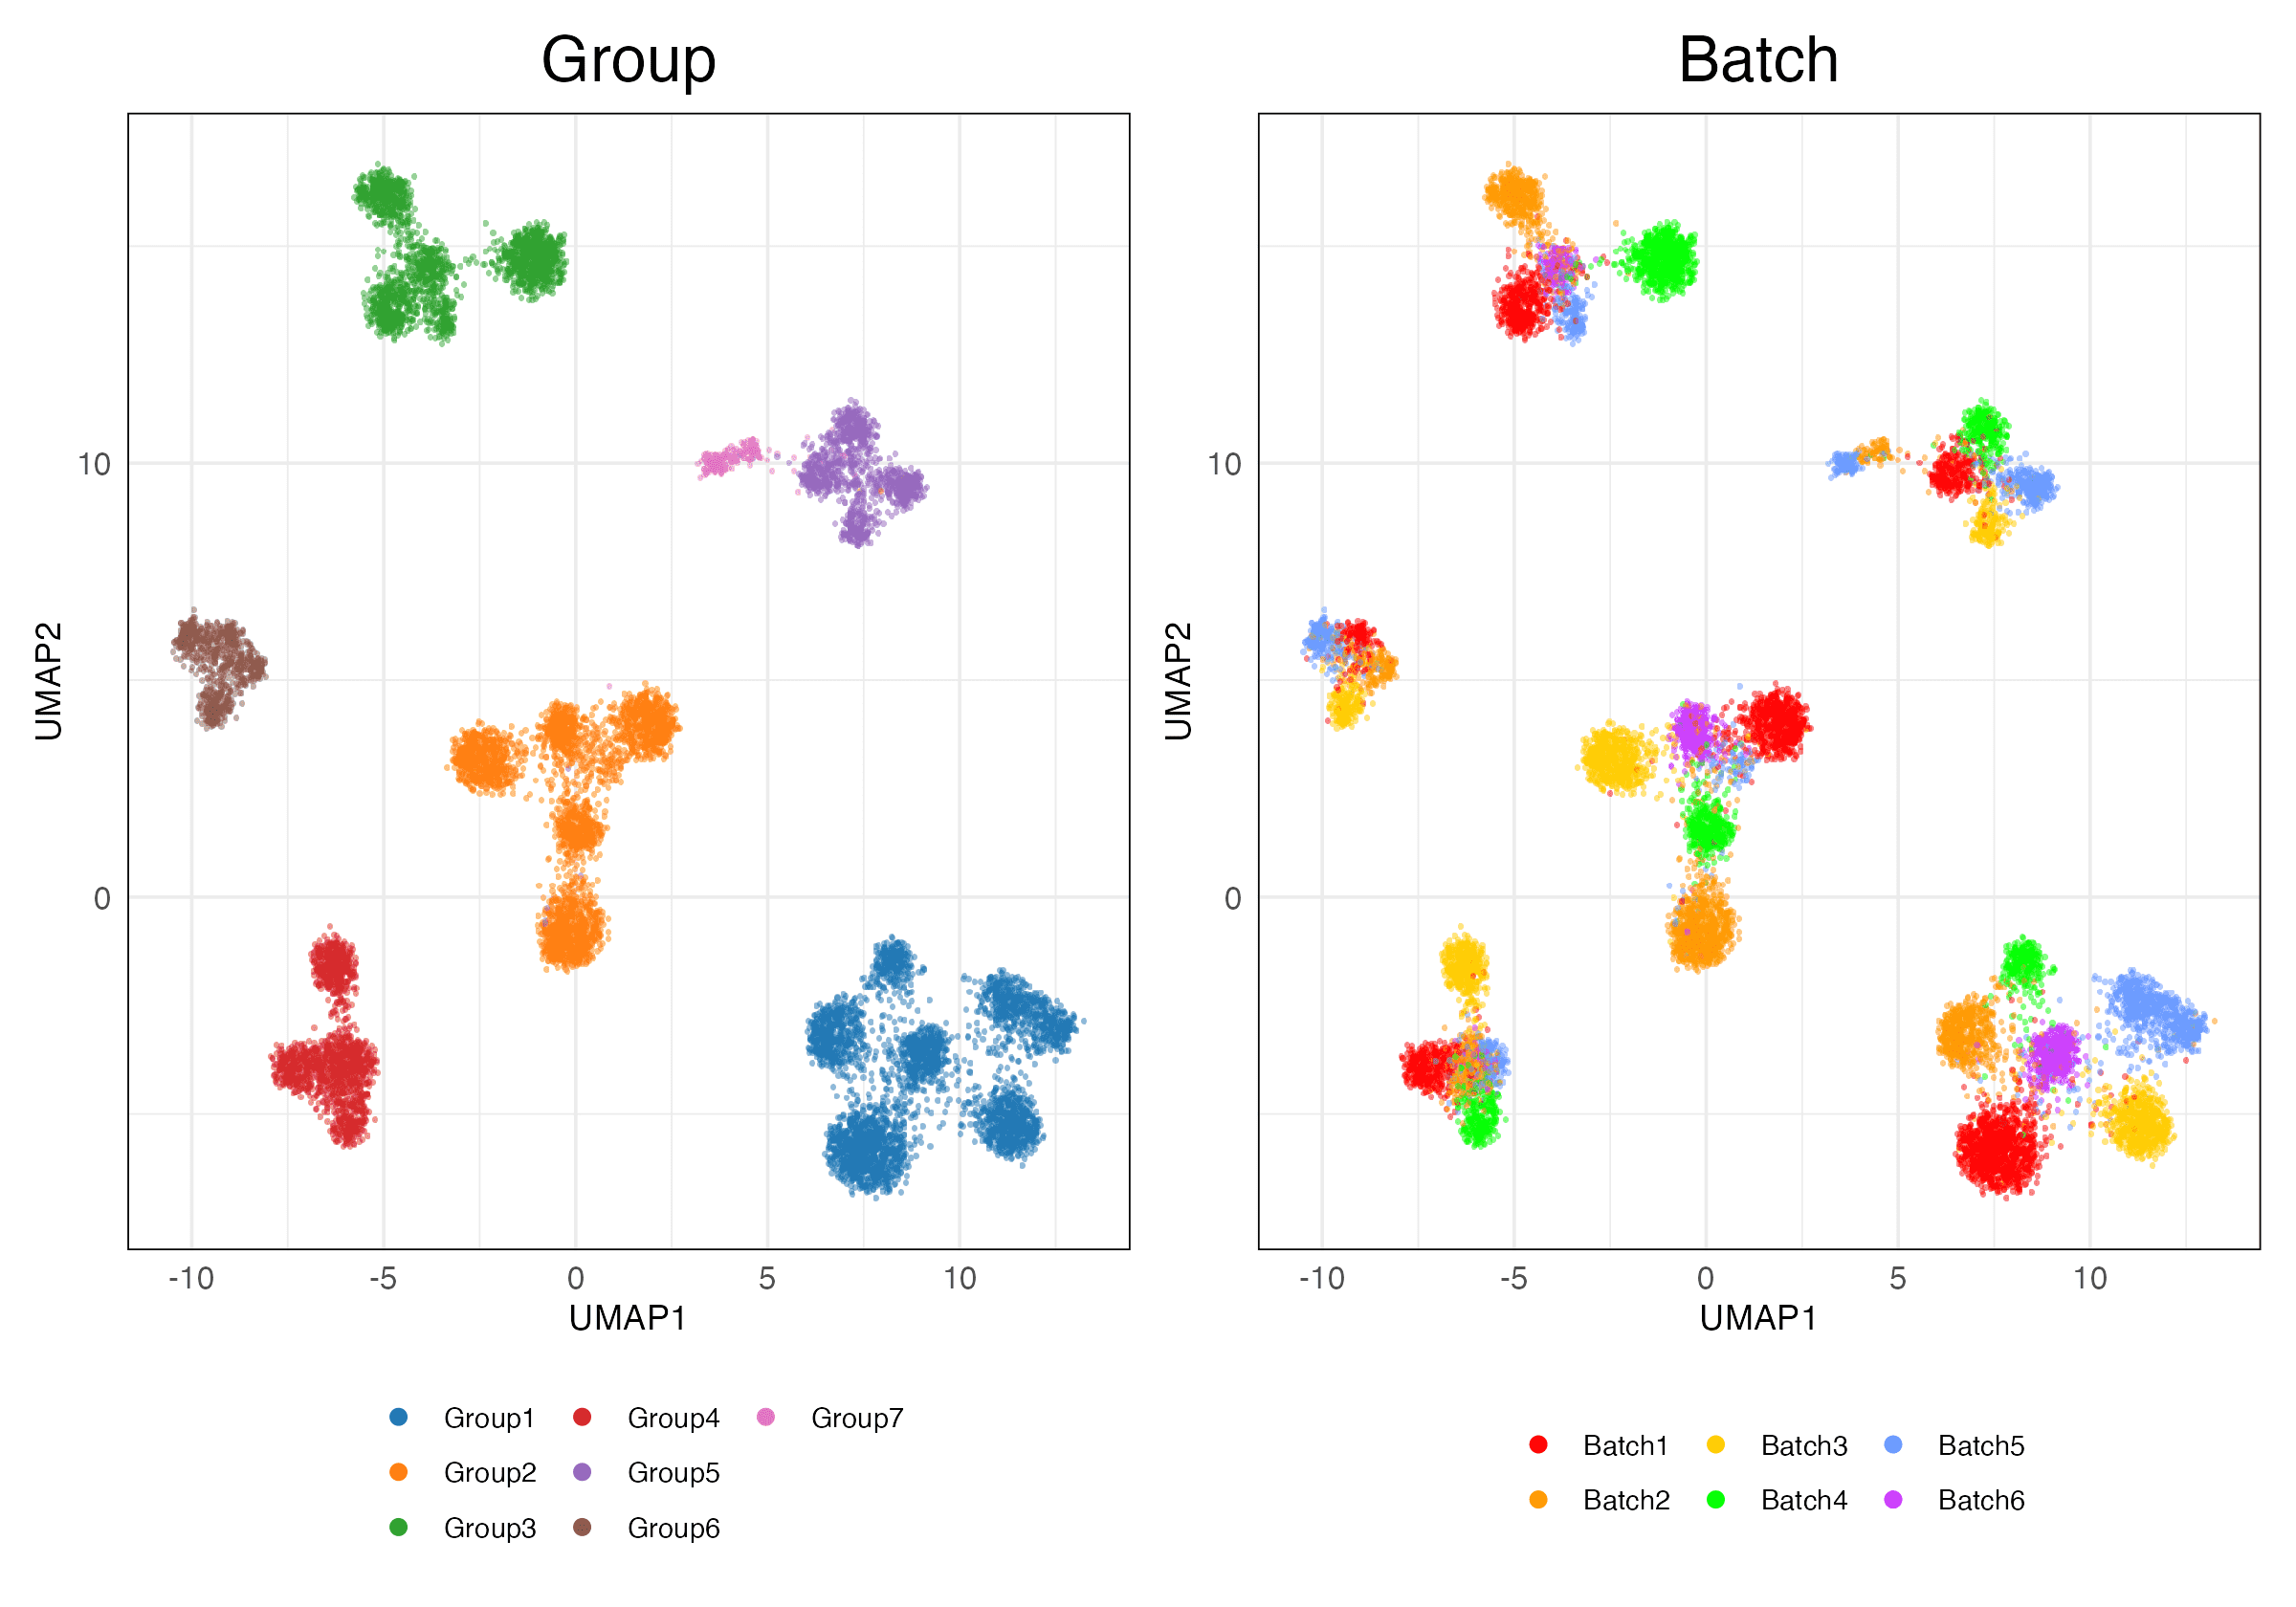 Group
Batch
UMAP2
10
0
-10 -5 0 5 10
UMAP1
Group1 Group4 Group7
Group2 Group5
Group3 Group6
UMAP2
10
0
-10 -5 0 5 10
UMAP1
Batch1 Batch3 Batch5
Batch2 Batch4 Batch6